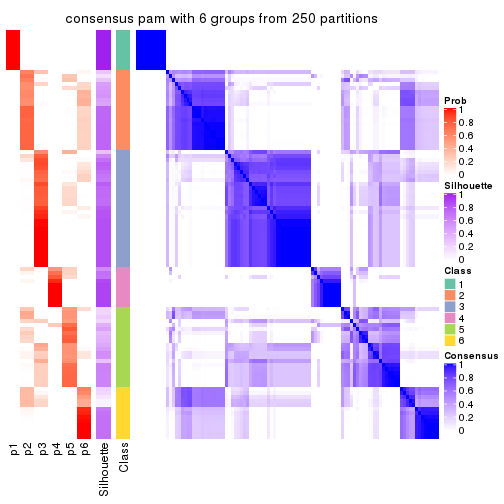 consensus pam with 6 groups from 250 partitions
Prob
1
0.8
0.6
0.4
0.2
0
Silhouette
1
0.8
0.6
0.4
0.2
0
Class
1
2
3
4
5
6
Consensus
1
0.8
0.6
0.4
0.2
0
p1
p2
p3
p4
p5
p6
Silhouette
Class